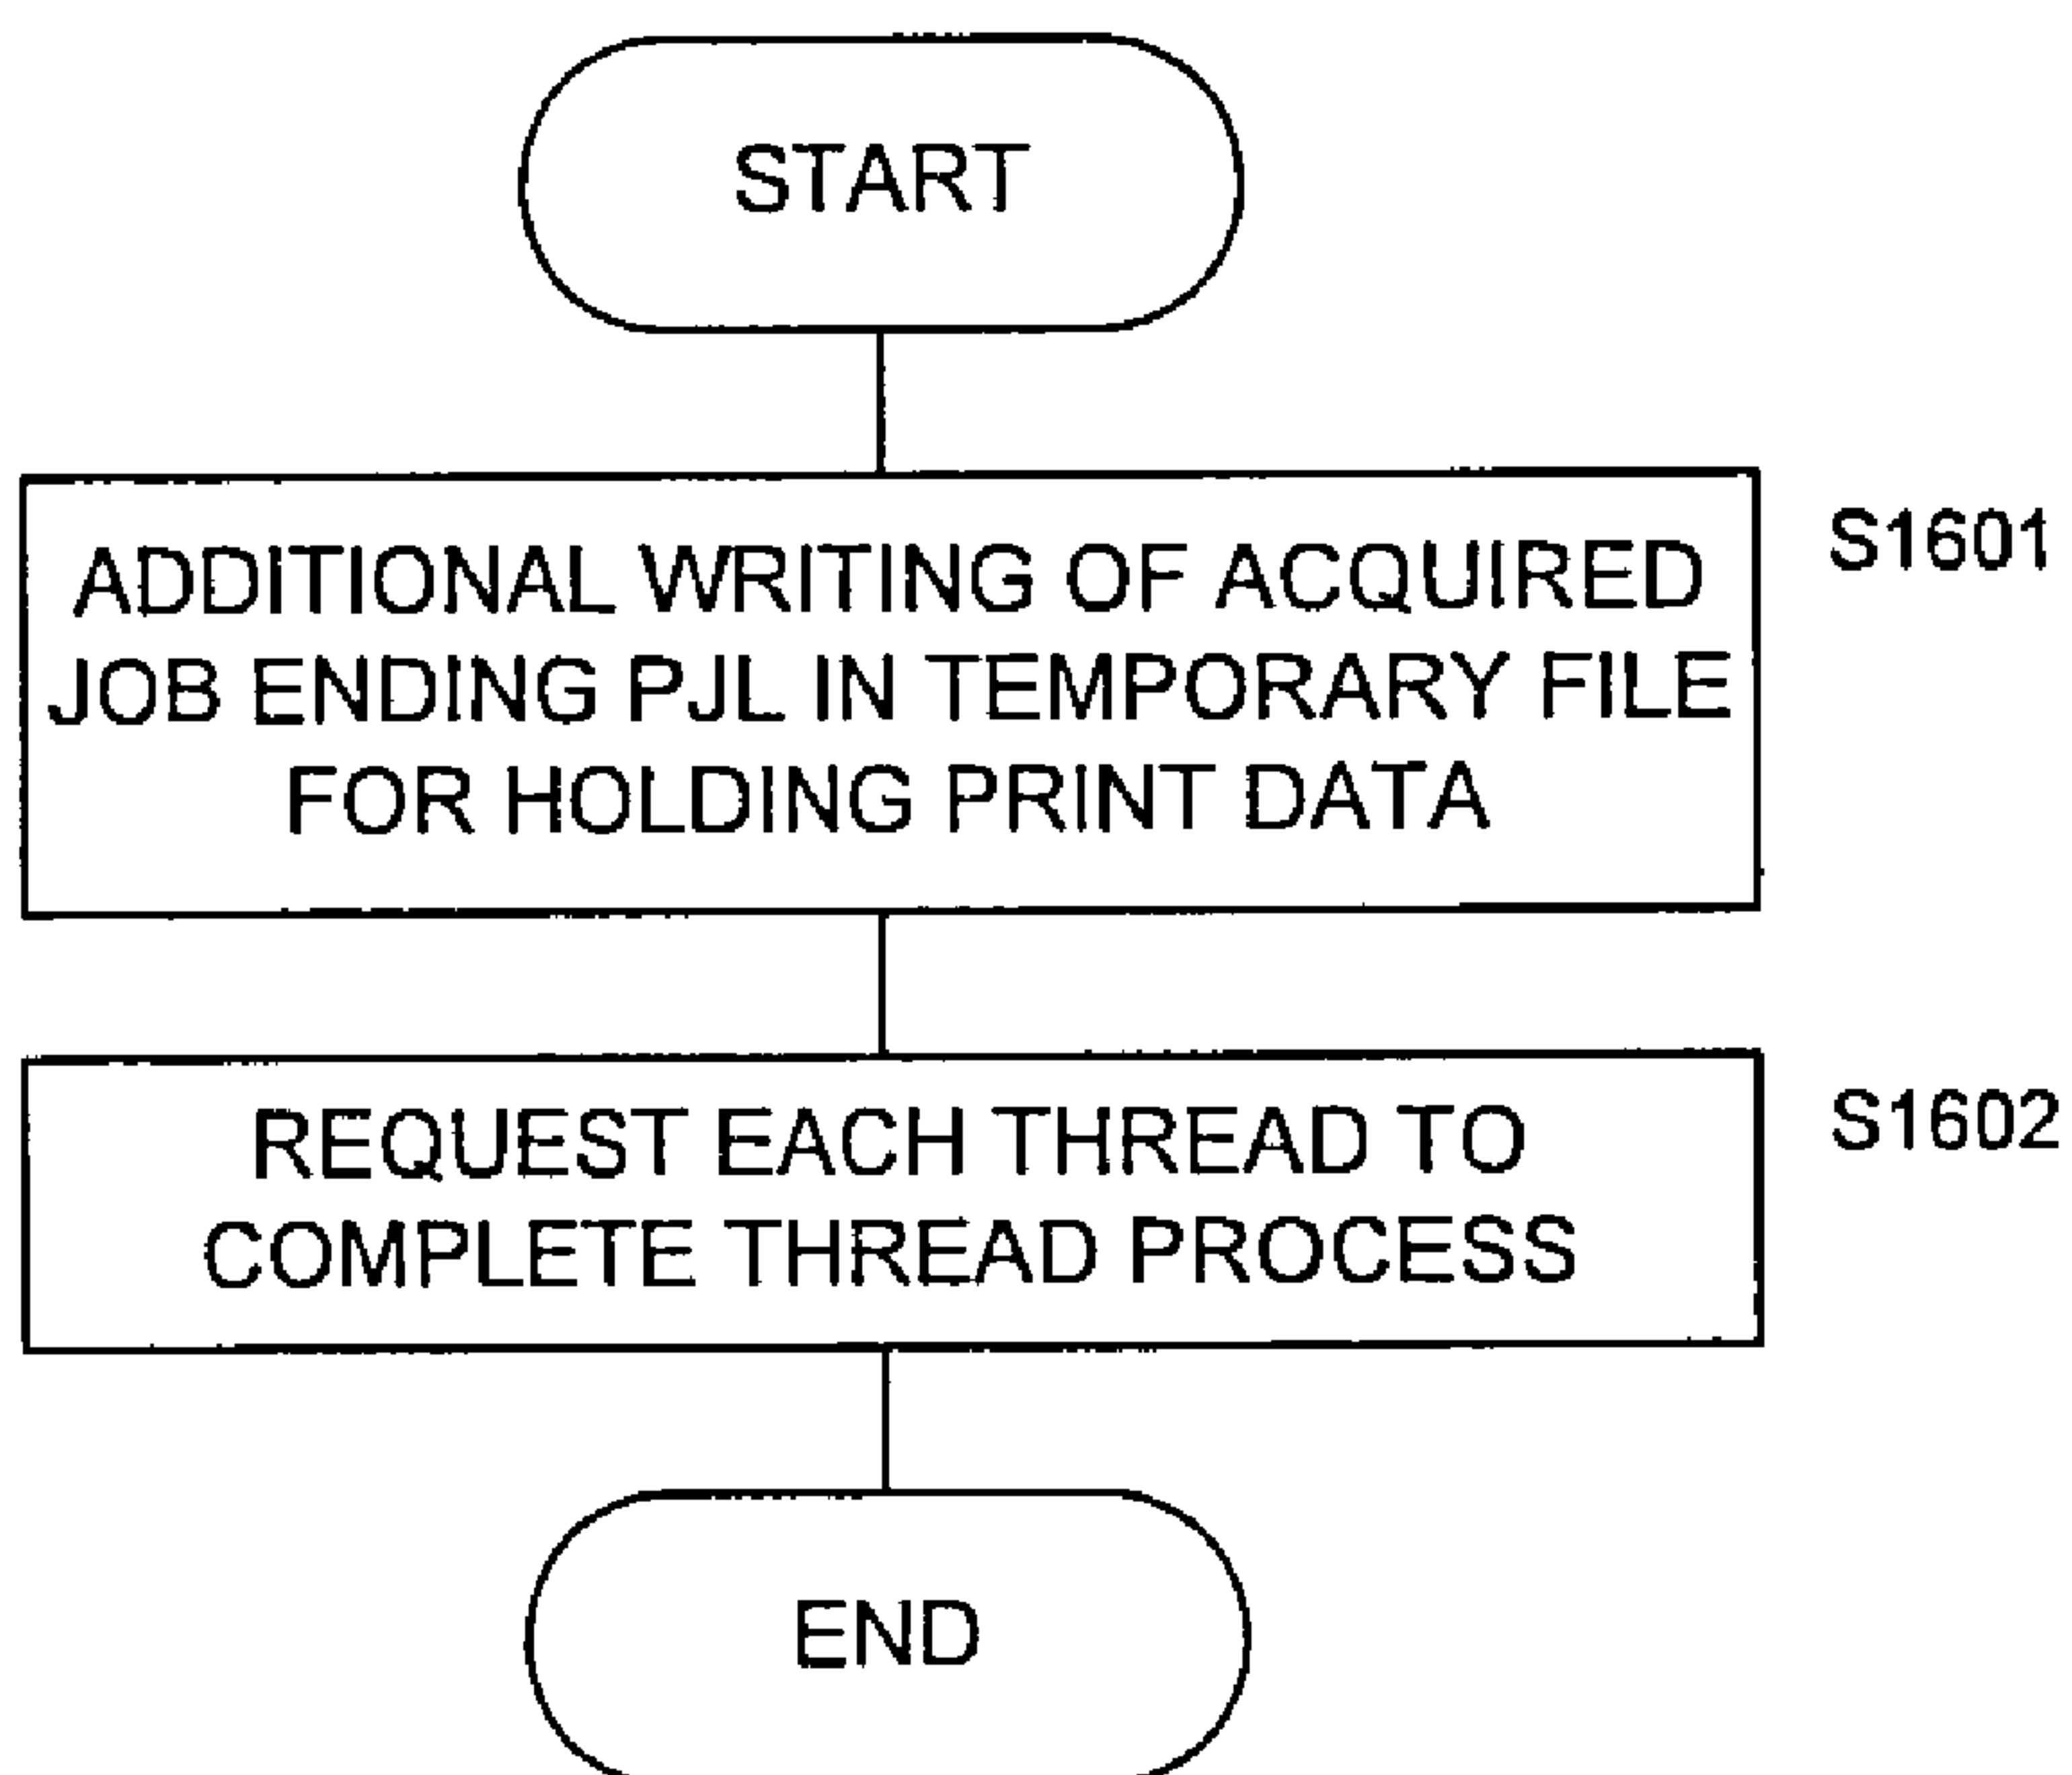 START
ADDITIONAL WRITING OF ACQUIRED
JOB ENDING PJL IN TEMPORARY FILE
FOR HOLDING PRINT DATA
S1601
REQUEST EACH THREAD TO
COMPLETE THREAD PROCESS
S1602
END